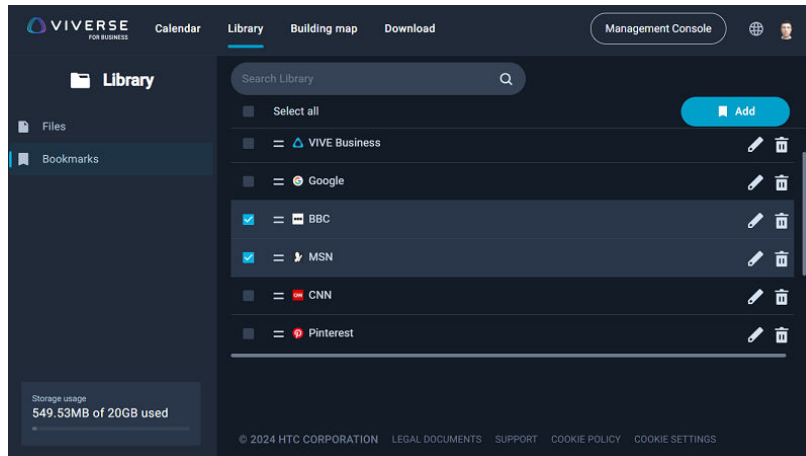 VIVERSE
FOR BUSINESS
Calendar
Library
Building map
Download
Management Console
Library
Files
Bookmarks
Search Library
Select all
Add
VIVE Business
Google
BBC
MSN
CNN
Pinterest
Storage usage
549.53MB of 20GB used
© 2024 HTC CORPORATION LEGAL DOCUMENTS SUPPORT COOKIE POLICY COOKIE SETTINGS